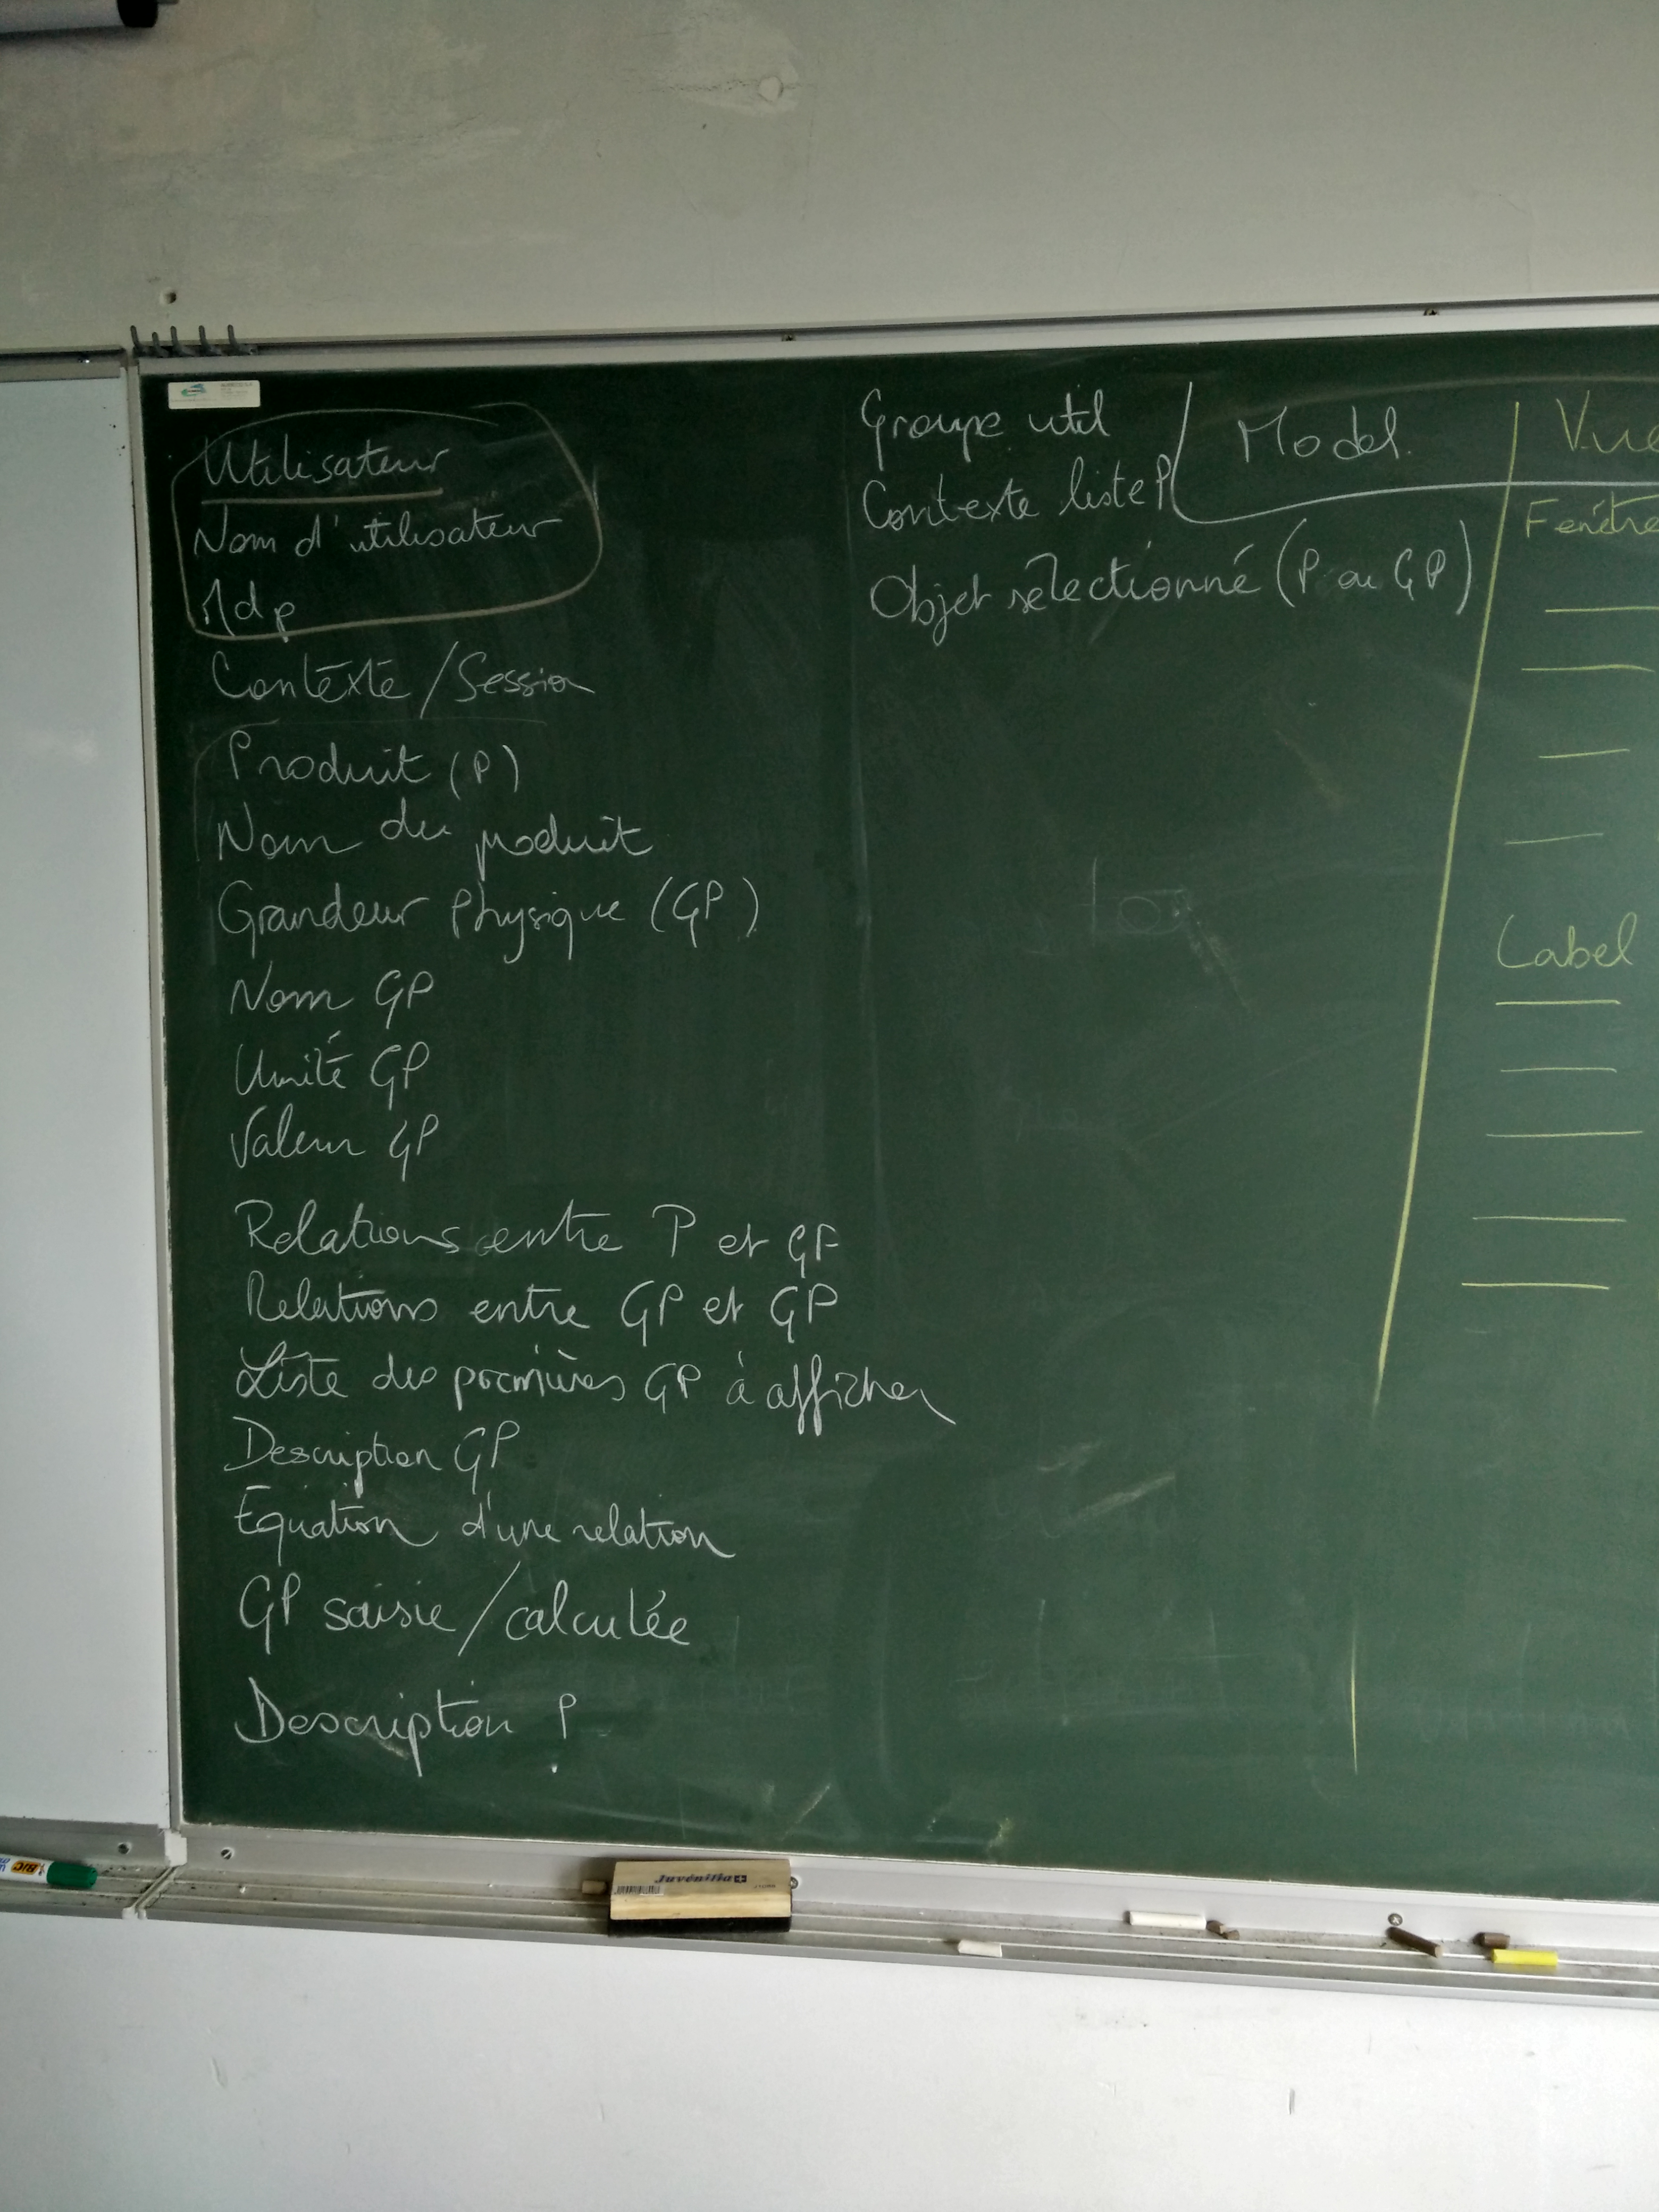 Utilisateur
Nom d'utilisateur
Mdp
Contexte / Session
Produit (P)
Nom du produit
Grandeur Physique (GP)
Nom GP
Unité GP
Valeur GP
Relations entre P et GP
Relations entre GP et GP
Liste des premières GP à afficher
Description GP
Equation d'une relation
GP saisie / calculée
Description P
Groupe util
Contexte liste P
Objet sélectionné (P ou GP)
Model
Vue
Fenêtre
Label
Juvénilia
BIC